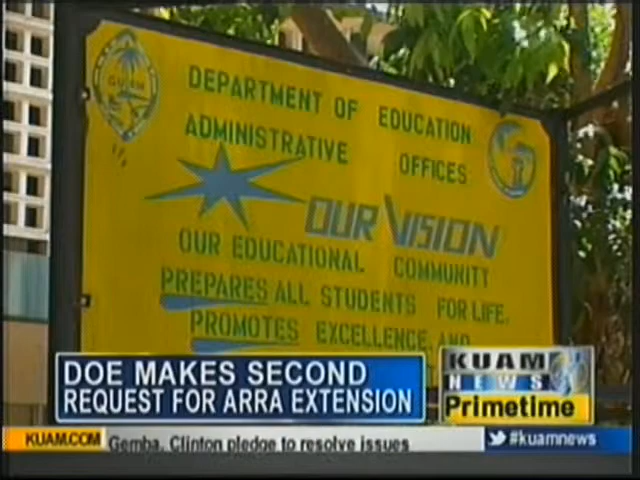 GUAM
DEPARTMENT OF EDUCATION
ADMINISTRATIVE OFFICES
OUR VISION
OUR EDUCATIONAL COMMUNITY
PREPARES ALL STUDENTS FOR LIFE.
PROMOTES EXCELLENCE, AND
DOE MAKES SECOND
REQUEST FOR ARRA EXTENSION
KUAM
NEWS
Primetime
KUAM.COM
Gemba, Clinton pledge to resolve issues
#kuamnews